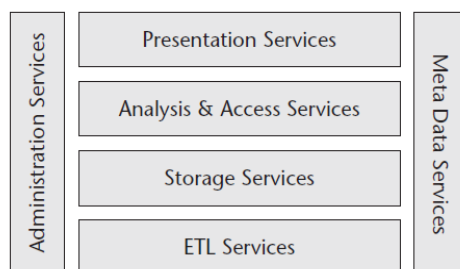 Administration Services
Presentation Services
Analysis & Access Services
Storage Services
ETL Services
Meta Data Services